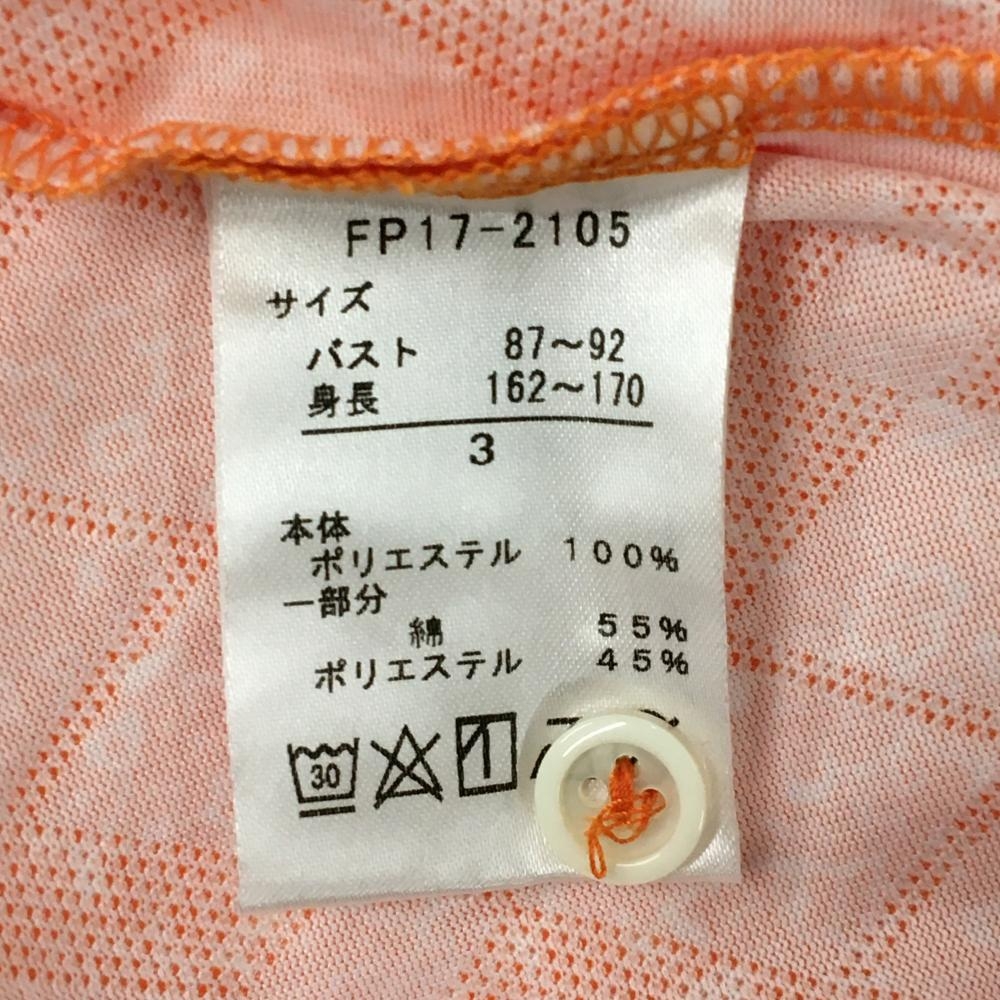 FP17-2105
サイズ
バスト 87～92
身長 162～170
3
本体
ポリエステル 100%
一部分
綿 55%
ポリエステル 45%
30